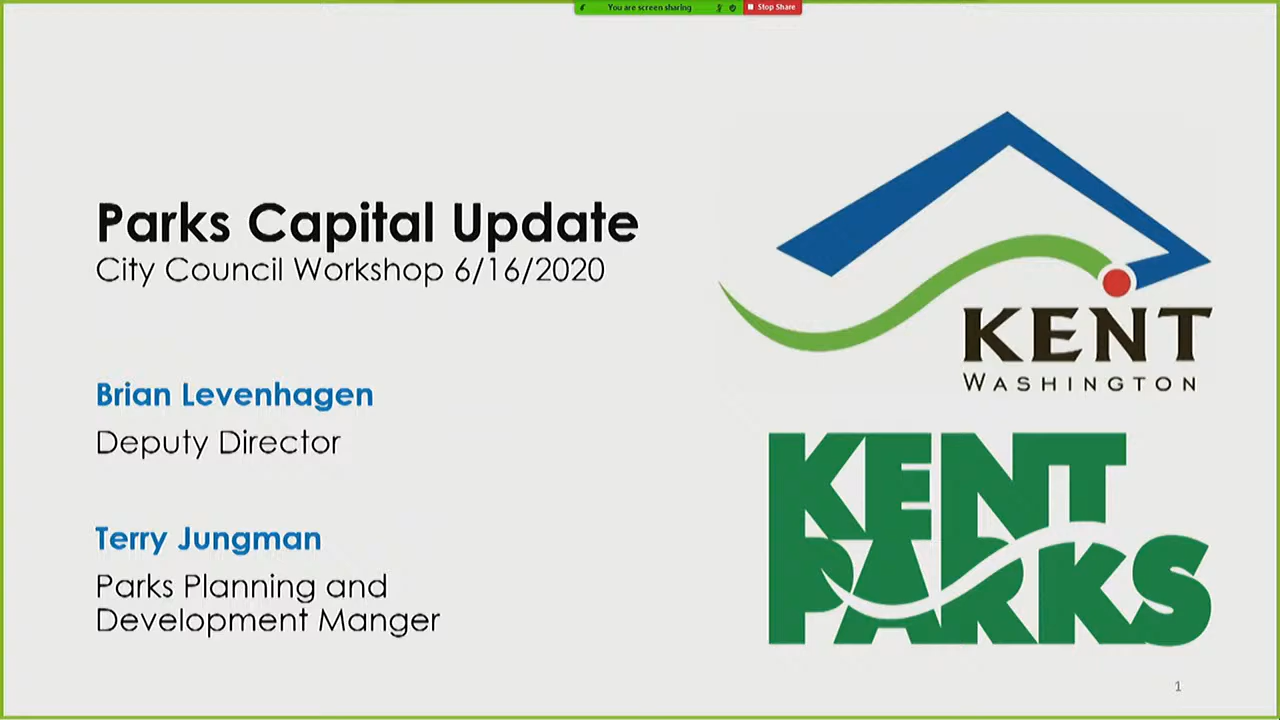 You are screen sharing
Stop Share
Parks Capital Update
City Council Workshop 6/16/2020
Brian Levenhagen
Deputy Director
Terry Jungman
Parks Planning and
Development Manger
KENT
WASHINGTON
KENT
PARKS
1